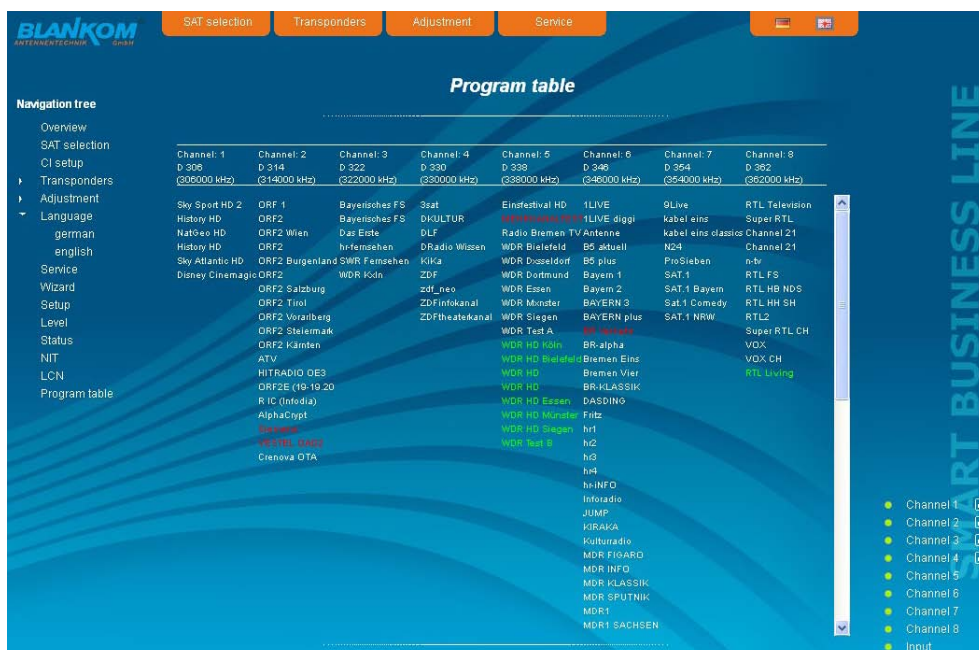 BLANKOM
ANTENNENTECHNIK GmbH
SAT selection
Transponders
Adjustment
Service
Program table
Navigation tree
Overview
SAT selection
CI setup
Transponders
Adjustment
Language
german
english
Service
Wizard
Setup
Level
Status
NIT
LCN
Program table
Channel: 1
D 306
(306000 kHz)
Sky Sport HD 2
History HD
NatGeo HD
History HD
Sky Atlantic HD
Disney Cinemagic
Channel: 2
D 314
(314000 kHz)
ORF 1
ORF2
ORF2 Wien
ORF2
ORF2 Burgenland
ORF2
ORF2 Salzburg
ORF2 Tirol
ORF2 Vorarlberg
ORF2 Steiermark
ORF2 Kärnten
ATV
HITRADIO OE3
ORF2E (19-19.20
R IC (Infodia)
AlphaCrypt
Crenova OTA
Channel: 3
D 322
(322000 kHz)
Bayerisches FS
Bayerisches FS
Das Erste
hr-fernsehen
SWR Fernsehen
WDR Köln
Channel: 4
D 330
(330000 kHz)
3sat
DKULTUR
DLF
DRadio Wissen
KiKa
ZDF
zdf_neo
ZDFinfokanal
ZDFtheaterkanal
Channel: 5
D 338
(338000 kHz)
Einsfestival HD
Radio Bremen TV
WDR Bielefeld
WDR Dxsseldorf
WDR Dortmund
WDR Essen
WDR Mxnster
WDR Siegen
WDR Test A
WDR HD Köln
WDR HD Bielefeld
WDR HD
WDR HD
WDR HD Essen
WDR HD Münster
WDR HD Siegen
WDR Test B
Channel: 6
D 346
(346000 kHz)
1LIVE
1LIVE diggi
Antenne
B5 aktuell
B5 plus
Bayern 1
Bayern 2
BAYERN 3
BAYERN plus
BR-alpha
Bremen Eins
Bremen Vier
BR-KLASSIK
DASDING
Fritz
hr1
hr2
hr3
hr4
hr-iNFO
Inforadio
JUMP
KIRAKA
Kulturradio
MDR FIGARO
MDR INFO
MDR KLASSIK
MDR SPUTNIK
MDR1
MDR1 SACHSEN
Channel: 7
D 354
(354000 kHz)
9Live
kabel eins
kabel eins classics
N24
ProSieben
SAT.1
SAT.1 Bayern
Sat.1 Comedy
SAT.1 NRW
Channel: 8
D 362
(362000 kHz)
RTL Television
Super RTL
Channel 21
Channel 21
n-tv
RTL FS
RTL HB NDS
RTL HH SH
RTL2
Super RTL CH
VOX
VOX CH
RTL Living
SMART BUSINESS LINE
Channel 1
Channel 2
Channel 3
Channel 4
Channel 5
Channel 6
Channel 7
Channel 8
Input